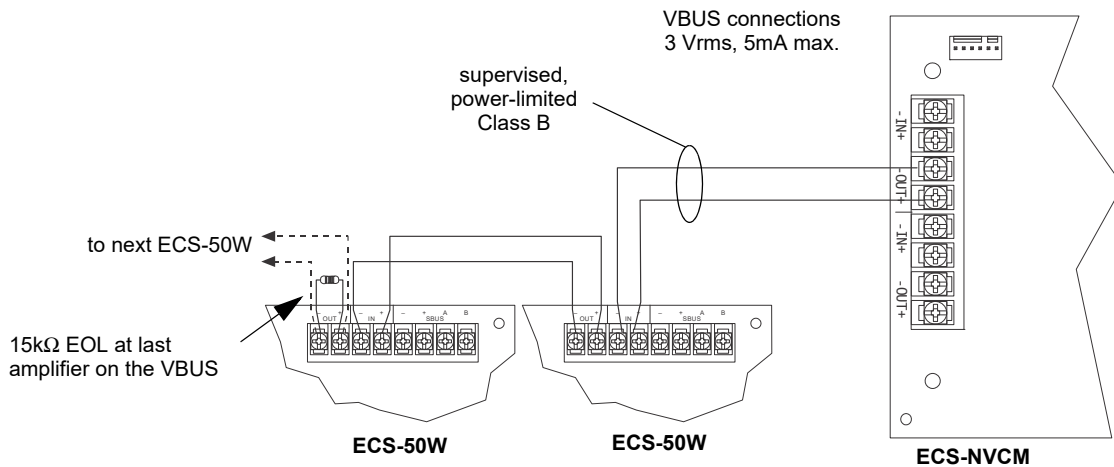 VBUS connections
3 Vrms, 5mA max.
supervised,
power-limited
Class B
- IN+
-OUT+
- IN+
-OUT+
to next ECS-50W
15kΩ EOL at last
amplifier on the VBUS
– + – + – + A B
OUT IN SBUS
– + – + – + A B
OUT IN SBUS
ECS-50W
ECS-50W
ECS-NVCM